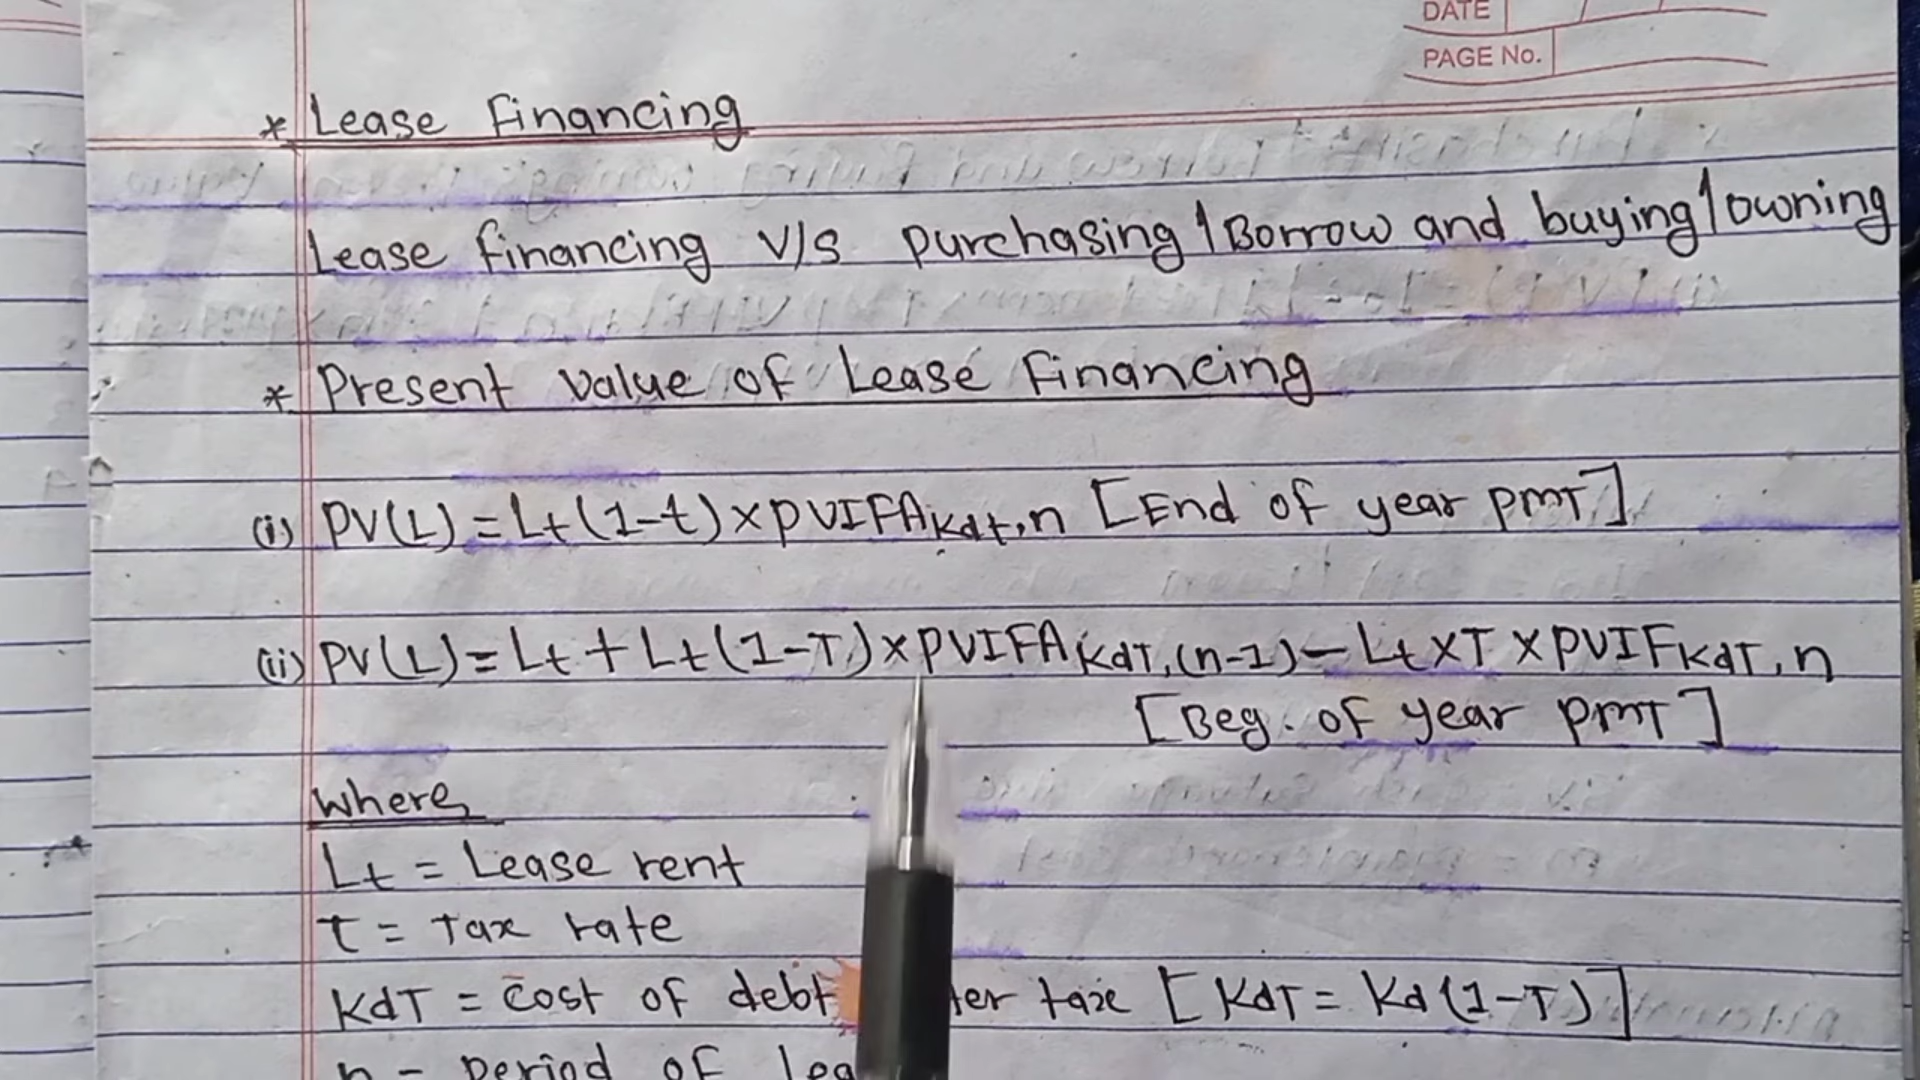 DATE
PAGE No.
* Lease Financing
Lease financing V/S purchasing / Borrow and buying / owning
* Present value of Lease Financing
(i) PV(L) = Lt(1-t) × PVIFA Kdt,n [End of year PMT]
(ii) PV(L) = Lt + Lt(1-T) × PVIFA KdT,(n-1) - Lt × T × PVIF KdT,n
[Beg. of year PMT]
Where,
Lt = Lease rent
T = Tax rate
KdT = cost of debt tax [KdT = Kd(1-T)]
n = period of